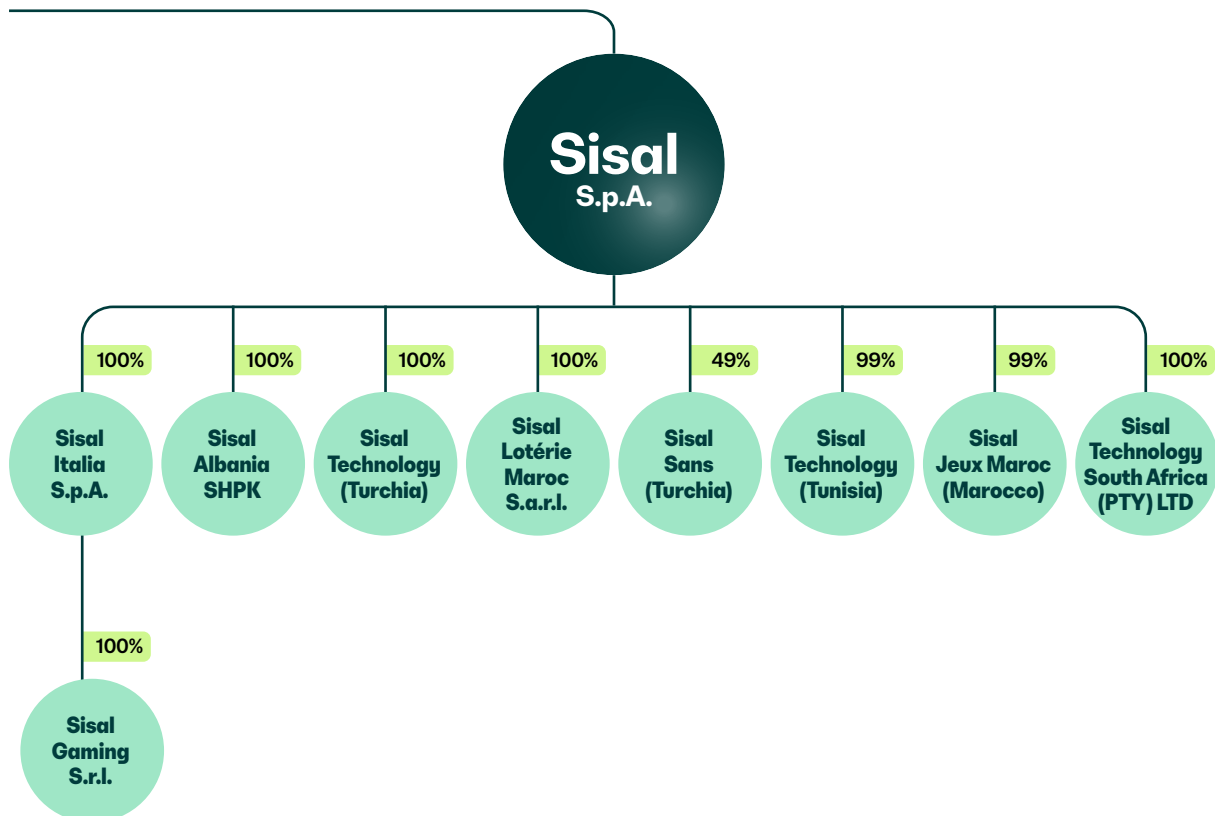 Sisal
S.p.A.
100%
100%
100%
100%
49%
99%
99%
100%
Sisal
Italia
S.p.A.
Sisal
Albania
SHPK
Sisal
Technology
(Turchia)
Sisal
Lotérie
Maroc
S.a.r.l.
Sisal
Sans
(Turchia)
Sisal
Technology
(Tunisia)
Sisal
Jeux Maroc
(Marocco)
Sisal
Technology
South Africa
(PTY) LTD
100%
Sisal
Gaming
S.r.l.